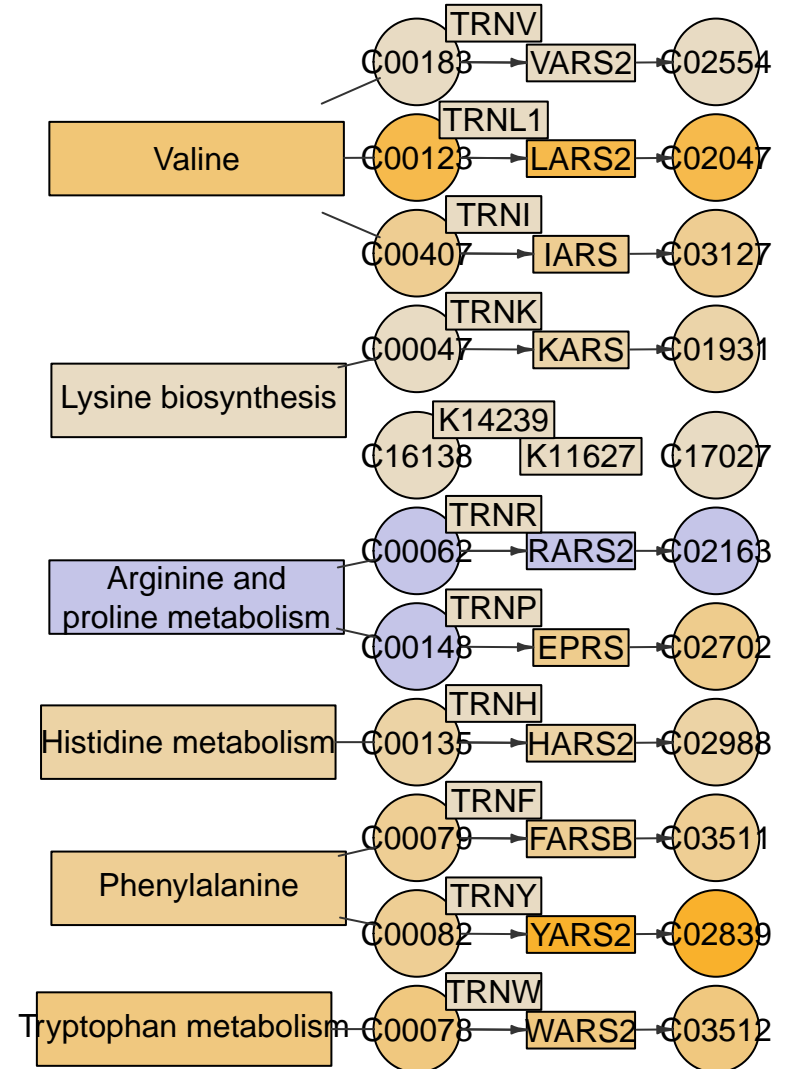 TRNV
C00183
VARS2
C02554
TRNL1
Valine
C00123
LARS2
C02047
TRNI
C00407
IARS
C03127
TRNK
C00047
KARS
C01931
Lysine biosynthesis
K14239
C16138
K11627
C17027
TRNR
C00062
RARS2
C02163
Arginine and
proline metabolism
TRNP
C00148
EPRS
C02702
TRNH
Histidine metabolism
C00135
HARS2
C02988
TRNF
C00079
FARSB
C03511
Phenylalanine
TRNY
C00082
YARS2
C02839
TRNW
Tryptophan metabolism
C00078
WARS2
C03512